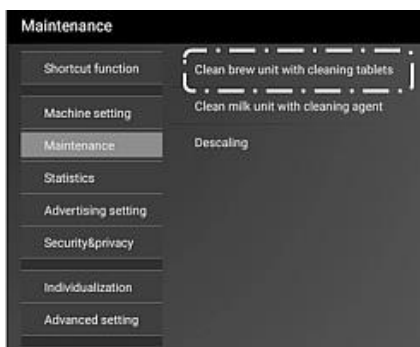 Maintenance
Shortcut function
Machine setting
Maintenance
Statistics
Advertising setting
Security&privacy
Individualization
Advanced setting
Clean brew unit with cleaning tablets
Clean milk unit with cleaning agent
Descaling